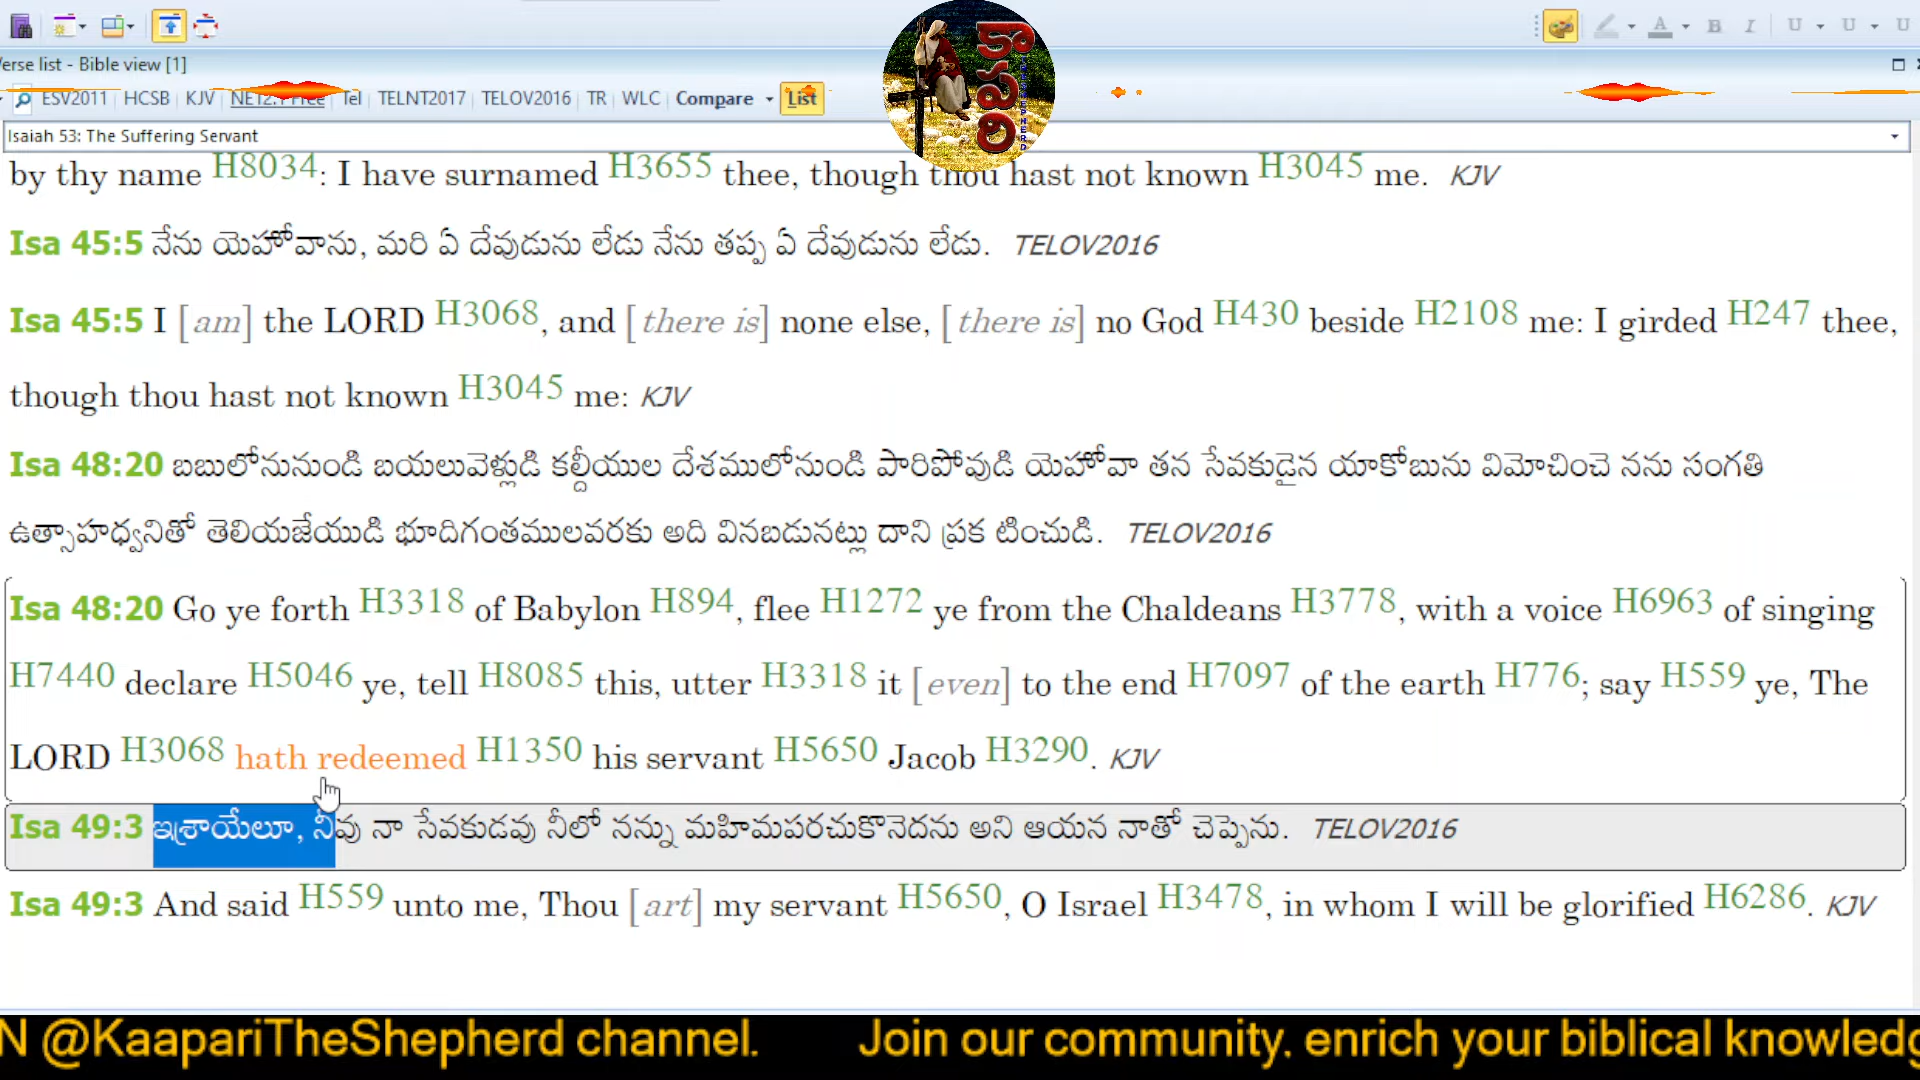 erse list - Bible view [1]
ESV2011 HCSB KJV NET2.1 Free Tel TELNT2017 TELOV2016 TR WLC Compare List
కాపరి
Isaiah 53: The Suffering Servant
by thy name H8034: I have surnamed H3655 thee, though thou hast not known H3045 me. KJV
Isa 45:5 నేను యెహోవాను, మరి ఏ దేవుడును లేడు నేను తప్ప ఏ దేవుడును లేడు. TELOV2016
Isa 45:5 I [am] the LORD H3068, and [there is] none else, [there is] no God H430 beside H2108 me: I girded H247 thee,
though thou hast not known H3045 me: KJV
Isa 48:20 బబులోనునుండి బయలువెళ్లుడి కల్దీయుల దేశములోనుండి పారిపోవుడి యెహోవా తన సేవకుడైన యాకోబును విమోచించె నను సంగతి
ఉత్సాహధ్వనితో తెలియజేయుడి భూదిగంతములవరకు అది వినబడునట్లు దాని ప్రక టించుడి. TELOV2016
Isa 48:20 Go ye forth H3318 of Babylon H894, flee H1272 ye from the Chaldeans H3778, with a voice H6963 of singing
H7440 declare H5046 ye, tell H8085 this, utter H3318 it [even] to the end H7097 of the earth H776; say H559 ye, The
LORD H3068 hath redeemed H1350 his servant H5650 Jacob H3290. KJV
Isa 49:3 ఇశ్రాయేలూ, నీవు నా సేవకుడవు నీలో నన్ను మహిమపరచుకొనెదను అని ఆయన నాతో చెప్పెను. TELOV2016
Isa 49:3 And said H559 unto me, Thou [art] my servant H5650, O Israel H3478, in whom I will be glorified H6286. KJV
N @KaapariTheShepherd channel. Join our community, enrich your biblical knowledg